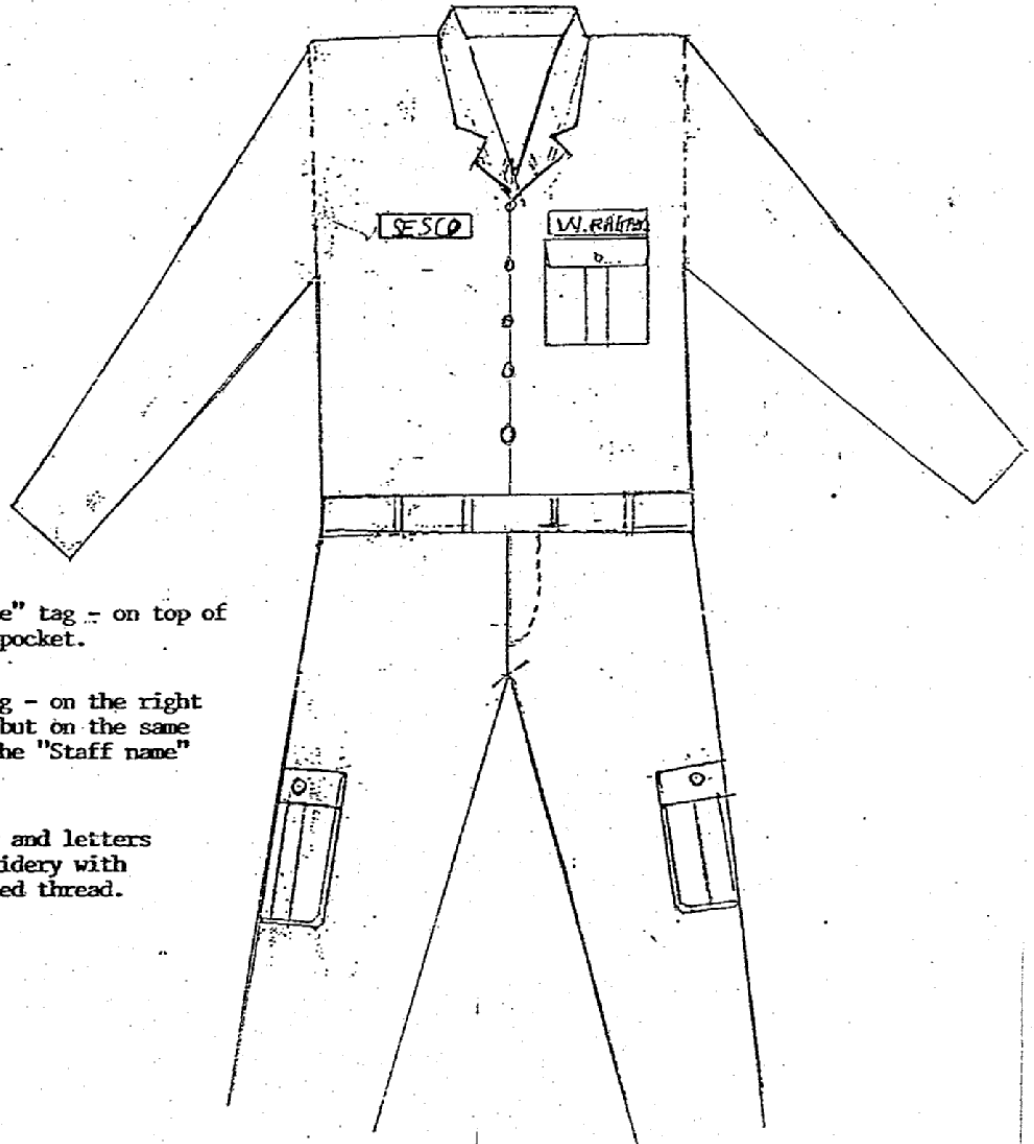 SESCO
e" tag - on top of
pocket.
g - on the right
but on the same
he "Staff name"
and letters
idery with
ed thread.